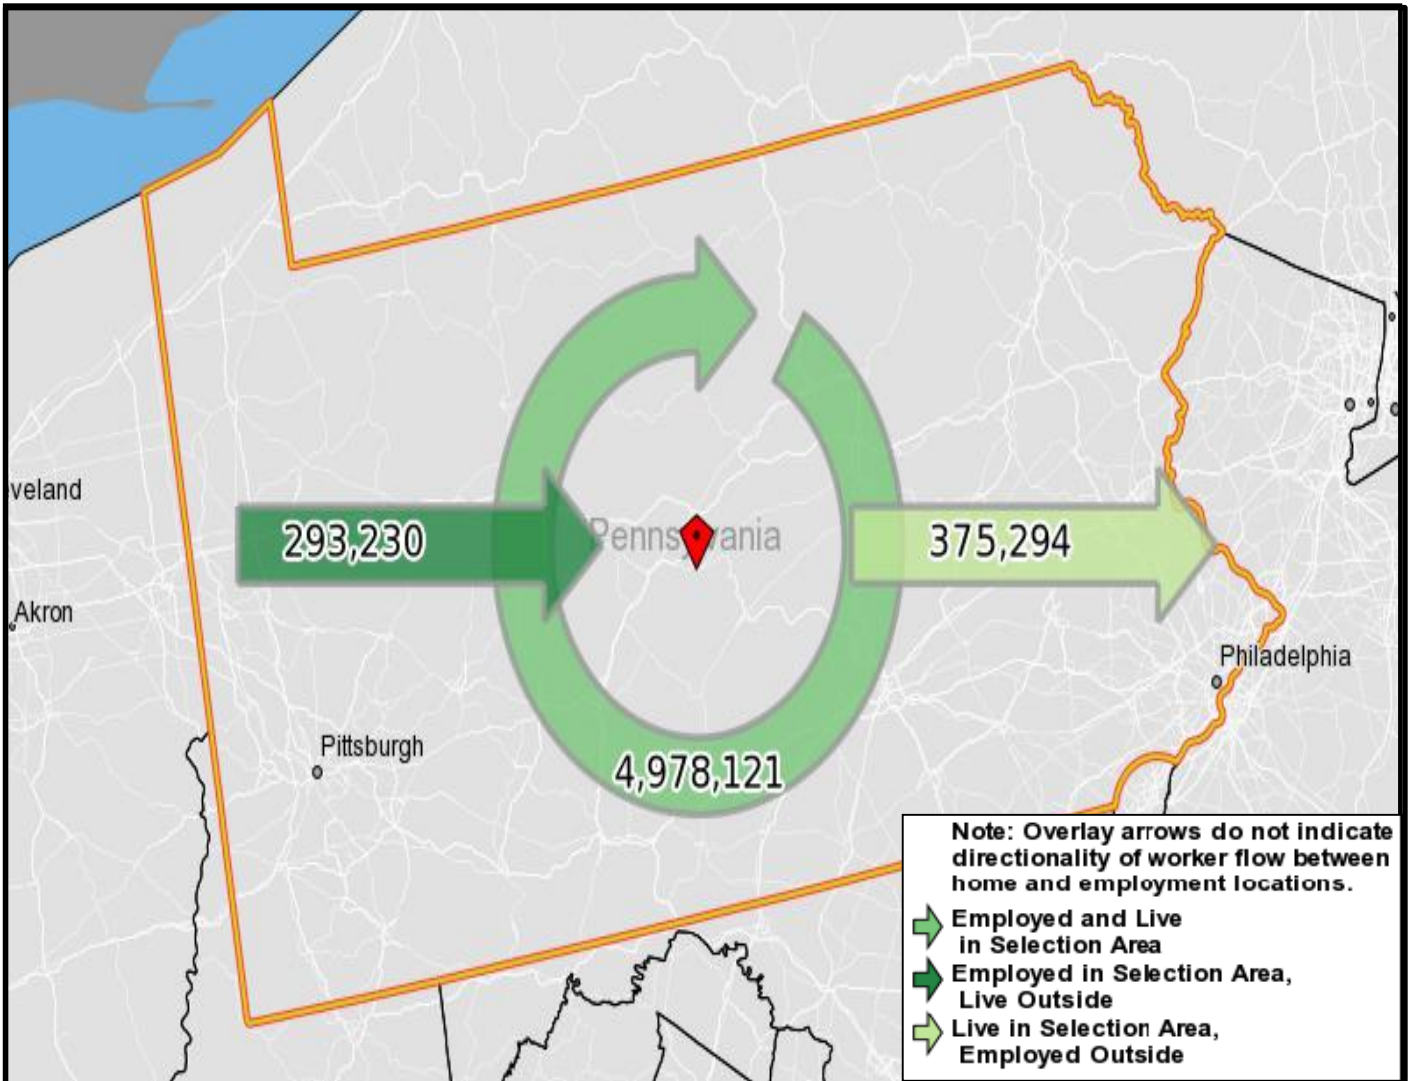 veland
293,230
Pennsylvania
375,294
Akron
Philadelphia
Pittsburgh
4,978,121
Note: Overlay arrows do not indicate
directionality of worker flow between
home and employment locations.
Employed and Live
in Selection Area
Employed in Selection Area,
Live Outside
Live in Selection Area,
Employed Outside